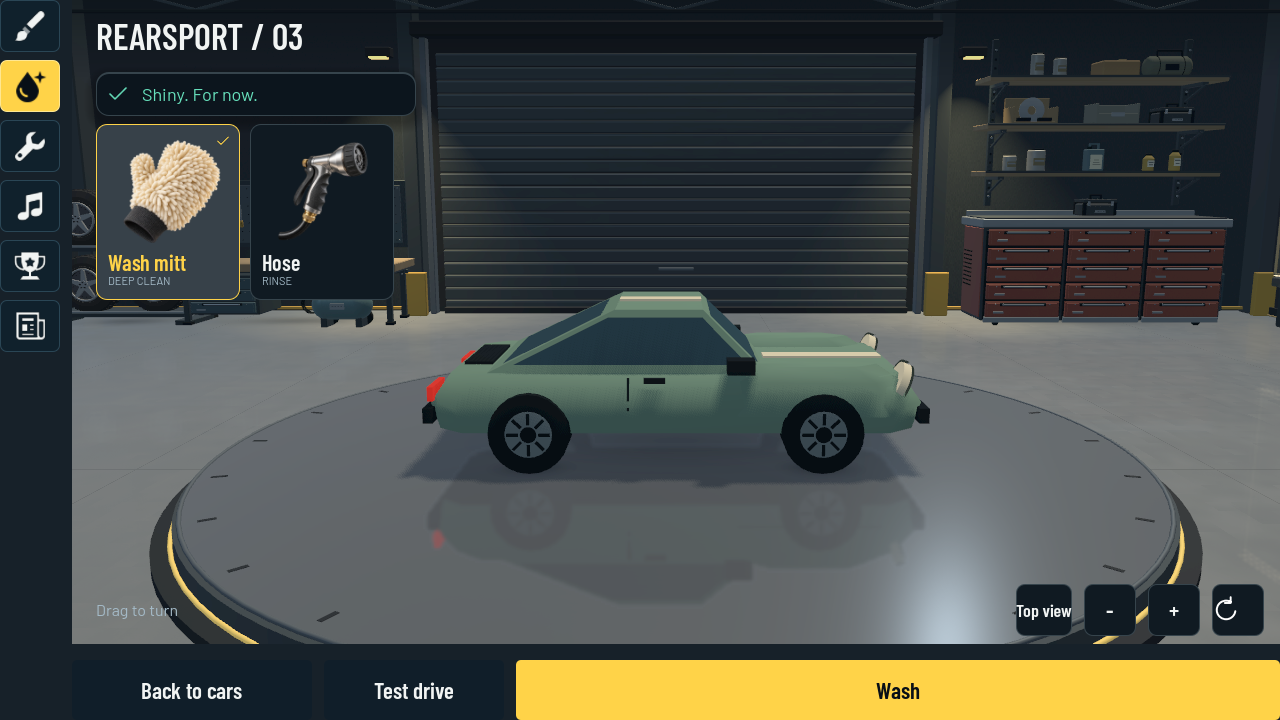 REARSPORT / 03
Shiny. For now.
Wash mitt
DEEP CLEAN
Hose
RINSE
Drag to turn
Top view
-
+
Back to cars
Test drive
Wash